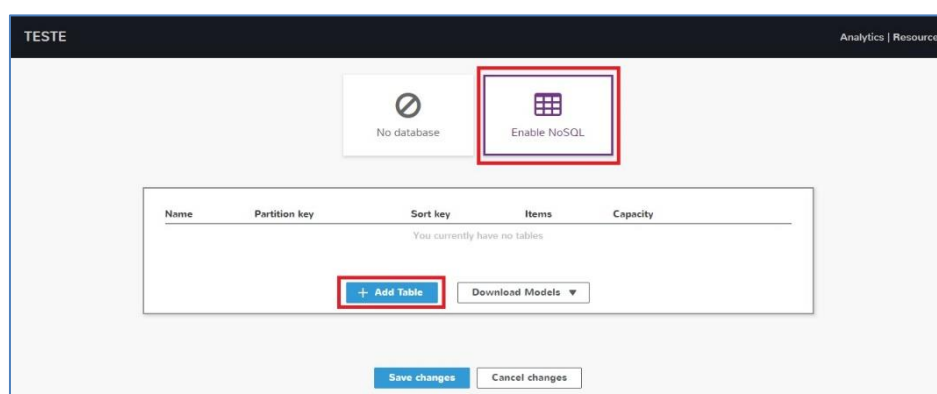 TESTE Analytics | Resource
No database Enable NoSQL
Name Partition key Sort key Items Capacity
You currently have no tables
+ Add Table Download Models ▼
Save changes Cancel changes